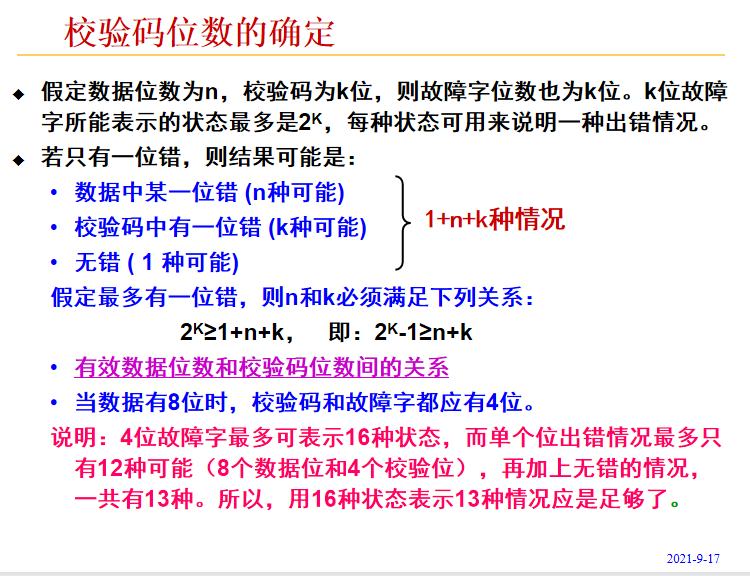 校验码位数的确定
◆ 假定数据位数为n，校验码为k位，则故障字位数也为k位。k位故障
字所能表示的状态最多是2ᴷ，每种状态可用来说明一种出错情况。
◆ 若只有一位错，则结果可能是：
• 数据中某一位错 (n种可能)
• 校验码中有一位错 (k种可能)
• 无错 ( 1 种可能)
1+n+k种情况
假定最多有一位错，则n和k必须满足下列关系：
2ᴷ≥1+n+k， 即：2ᴷ-1≥n+k
• 有效数据位数和校验码位数间的关系
• 当数据有8位时，校验码和故障字都应有4位。
说明：4位故障字最多可表示16种状态，而单个位出错情况最多只
有12种可能（8个数据位和4个校验位），再加上无错的情况，
一共有13种。所以，用16种状态表示13种情况应是足够了。
2021-9-17